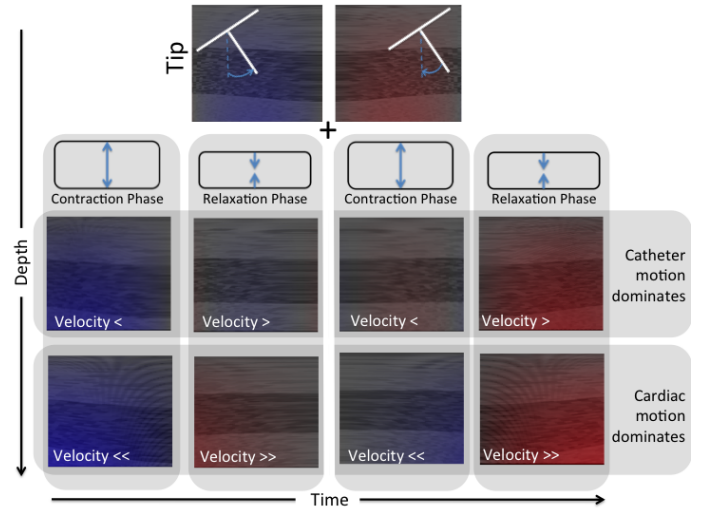 Tip
+
Contraction Phase
Relaxation Phase
Contraction Phase
Relaxation Phase
Depth
Velocity <
Velocity >
Velocity <
Velocity >
Catheter
motion
dominates
Velocity <<
Velocity >>
Velocity <<
Velocity >>
Cardiac
motion
dominates
Time